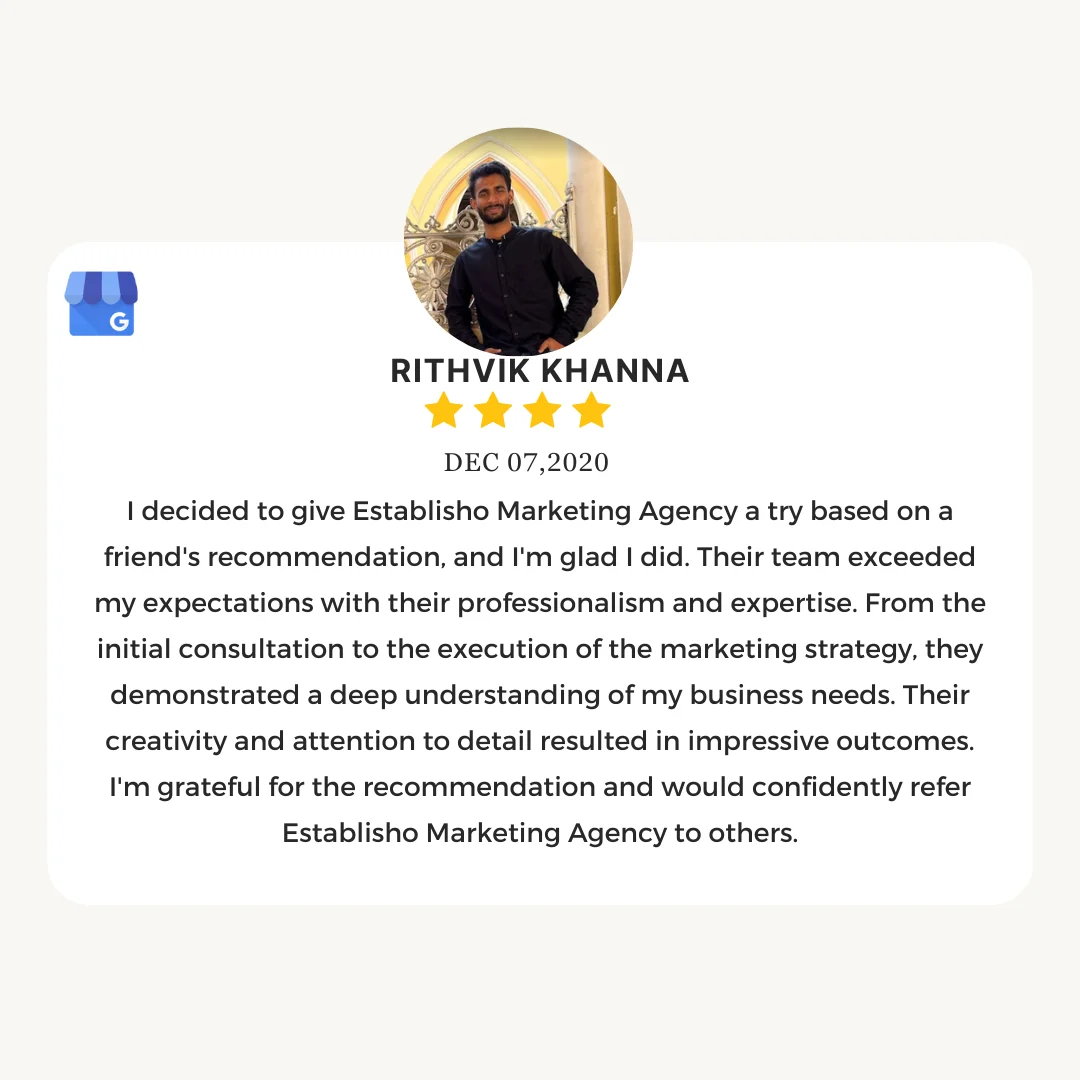 G
RITHVIK KHANNA
DEC 07,2020
I decided to give Establisho Marketing Agency a try based on a
friend's recommendation, and I'm glad I did. Their team exceeded
my expectations with their professionalism and expertise. From the
initial consultation to the execution of the marketing strategy, they
demonstrated a deep understanding of my business needs. Their
creativity and attention to detail resulted in impressive outcomes.
I'm grateful for the recommendation and would confidently refer
Establisho Marketing Agency to others.